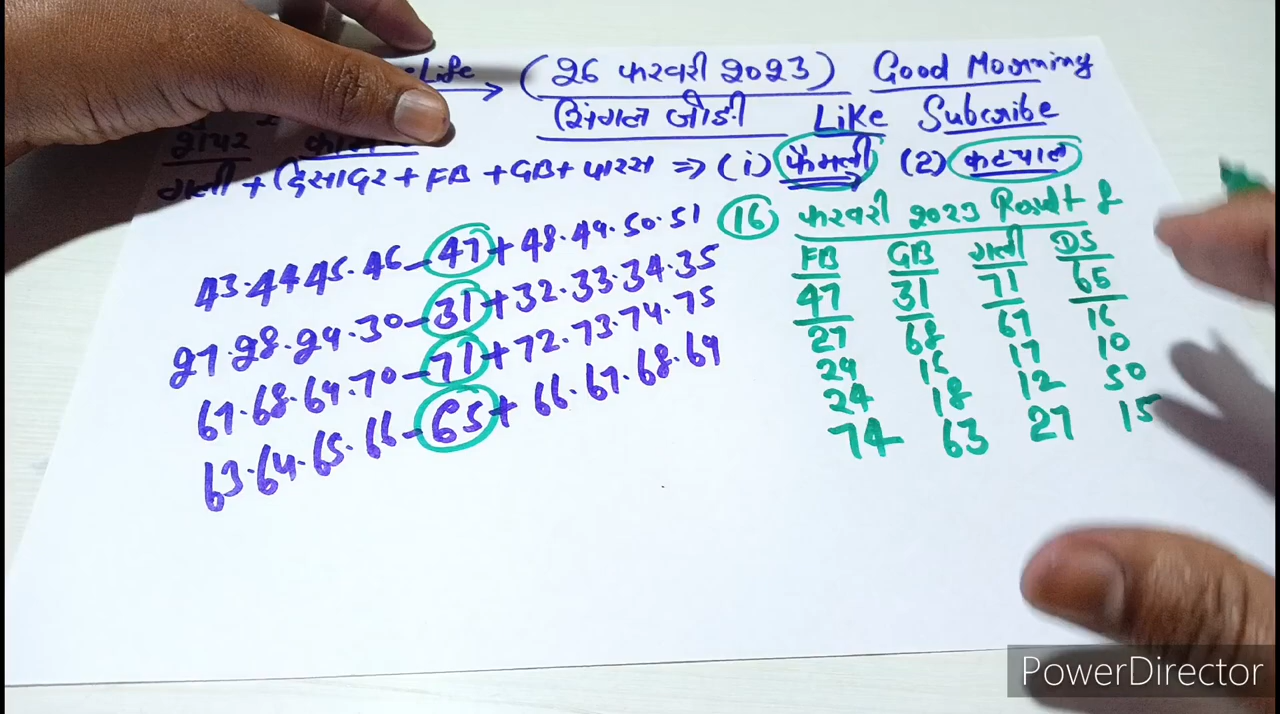 Life → (26 फरवरी 2023) Good Morning
सिंगल जोडी Like Subscribe
गली + (देसावर + FB + GB + पारस ⇒ (1) फैमली (2) कटपाल
43.44.45.46-47+48.49.50.51
27.28.29.30-31+32.33.34.35
67.68.69.70-71+72.73.74.75
63.64.65.66-65+66.67.68.69
16 फरवरी 2023 Result &
FB GB गली DS
47 31 71 65
27 68 67 16
29 15 17 10
24 18 12 50
74 63 27 15
PowerDirector